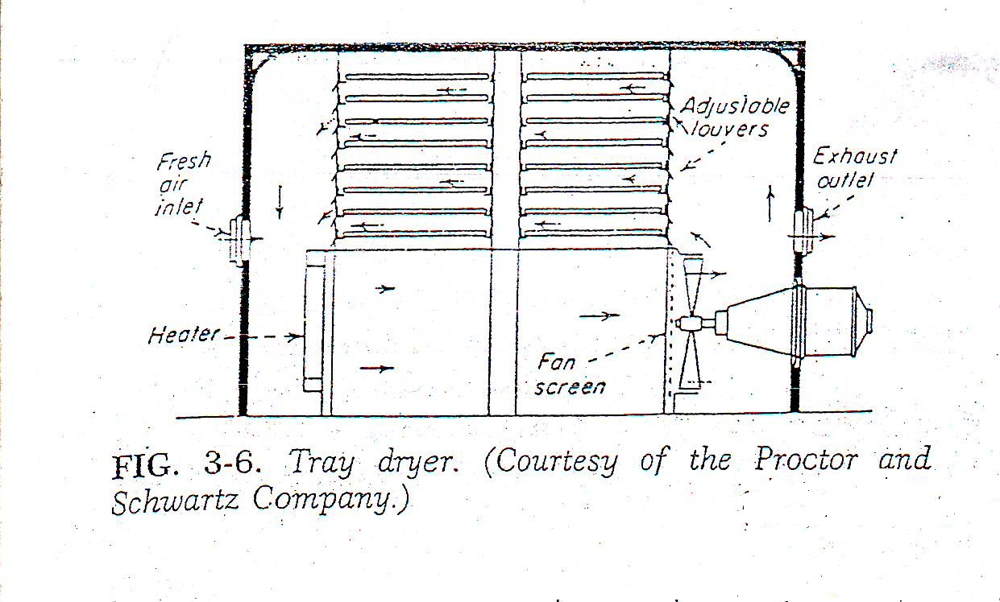 Adjustable
louvers
Fresh
air
inlet
Exhaust
outlet
Heater
Fan
screen
FIG. 3-6. Tray dryer. (Courtesy of the Proctor and
Schwartz Company.)